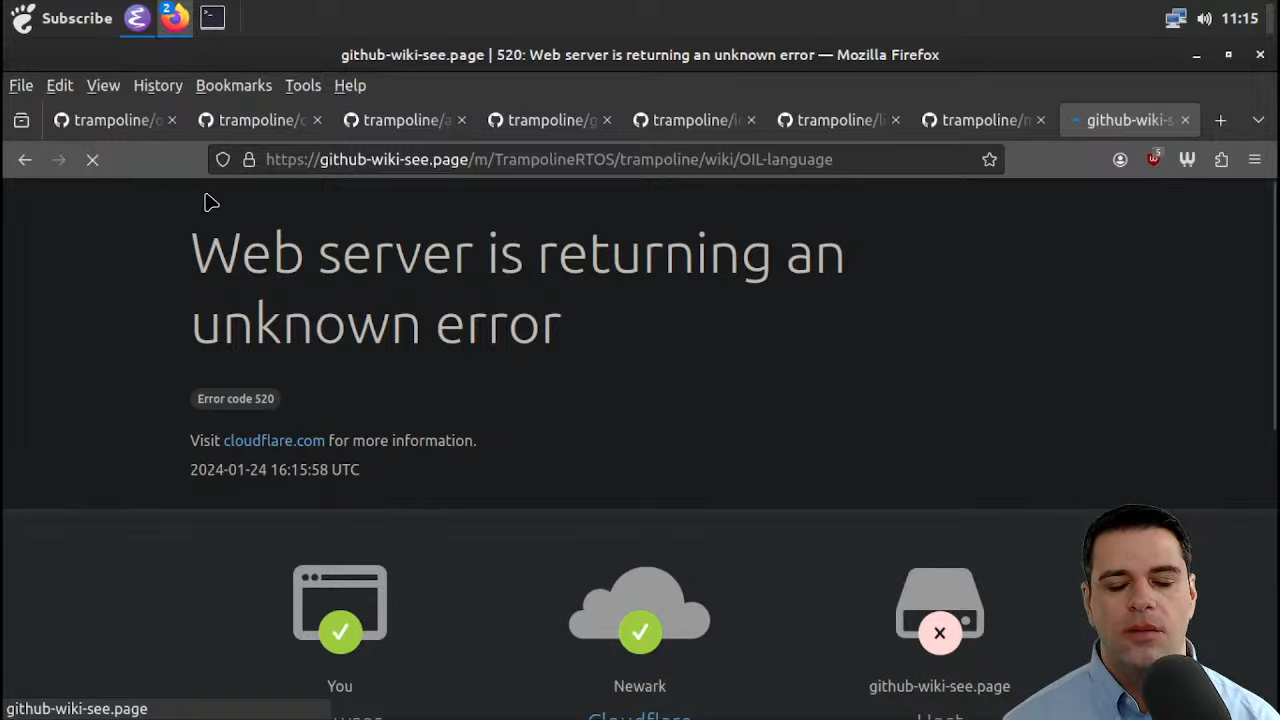 Subscribe
2
11:15
github-wiki-see.page | 520: Web server is returning an unknown error — Mozilla Firefox
File Edit View History Bookmarks Tools Help
trampoline/ trampoline/ trampoline/ trampoline/ trampoline/ trampoline/ trampoline/ github-wiki-s
https://github-wiki-see.page/m/TrampolineRTOS/trampoline/wiki/OIL-language
5
Web server is returning an
unknown error
Error code 520
Visit cloudflare.com for more information.
2024-01-24 16:15:58 UTC
You Newark github-wiki-see.page
Cloudflare Host
github-wiki-see.page